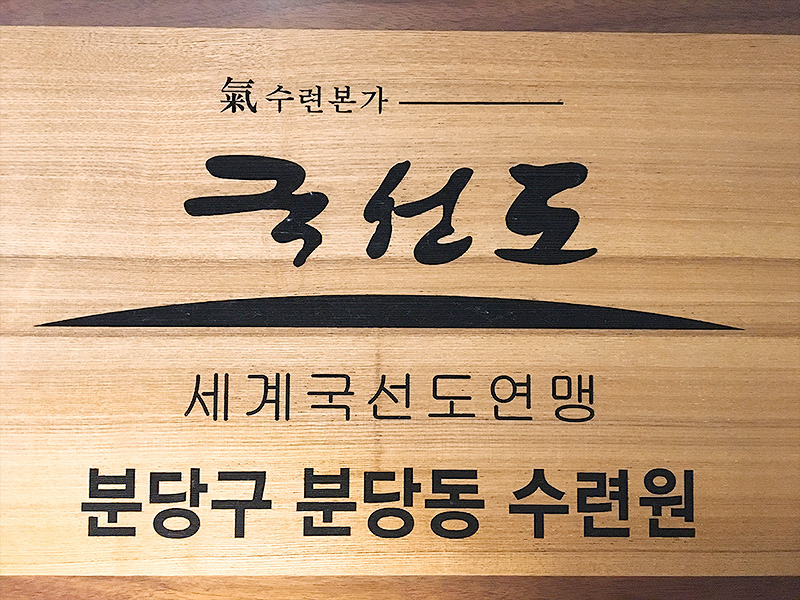 氣 수련본가
국선도
세계국선도연맹
분당구 분당동 수련원